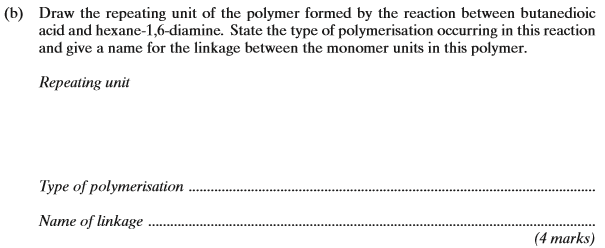 (b) Draw the repeating unit of the polymer formed by the reaction between butanedioic
acid and hexane-1,6-diamine. State the type of polymerisation occurring in this reaction
and give a name for the linkage between the monomer units in this polymer.
Repeating unit
Type of polymerisation ................................................................................
Name of linkage ................................................................................
(4 marks)